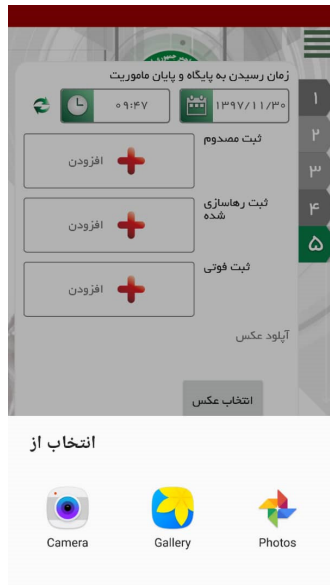 زمان رسیدن به پایگاه و پایان ماموریت
۱۳۹۷/۱۱/۳۰
۰۹:۴۷
ثبت مصدوم
افزودن
ثبت رهاسازی شده
افزودن
ثبت فوتی
افزودن
آپلود عکس
انتخاب عکس
۱
۲
۳
۴
۵
انتخاب از
Camera
Gallery
Photos